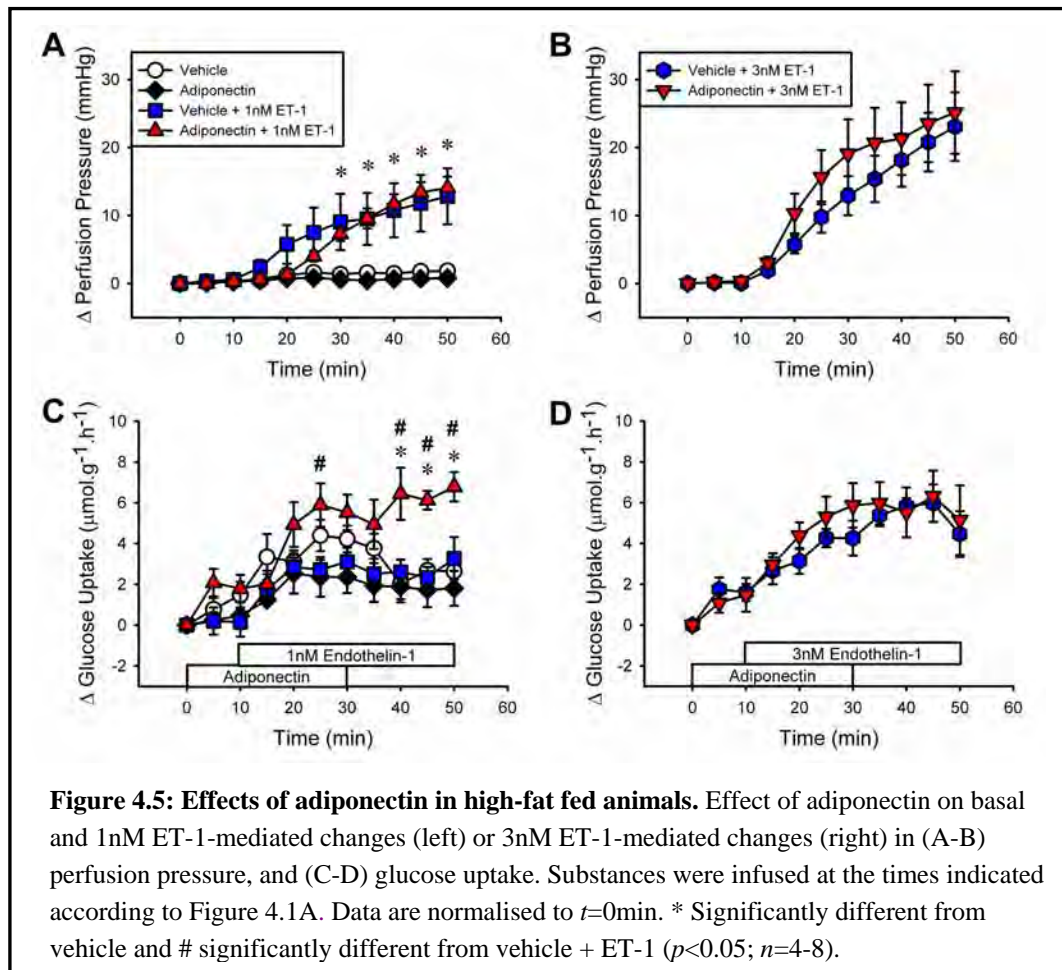 A
B
Vehicle
Adiponectin
Vehicle + 1nM ET-1
Adiponectin + 1nM ET-1
Vehicle + 3nM ET-1
Adiponectin + 3nM ET-1
Δ Perfusion Pressure (mmHg)
30
20
10
0
* * * * *
0 10 20 30 40 50 60
Time (min)
Δ Perfusion Pressure (mmHg)
30
20
10
0
0 10 20 30 40 50 60
Time (min)
C
D
Δ Glucose Uptake (μmol.g⁻¹.h⁻¹)
10
8
6
4
2
0
-2
# # # #
* * *
1nM Endothelin-1
Adiponectin
0 10 20 30 40 50 60
Time (min)
Δ Glucose Uptake (μmol.g⁻¹.h⁻¹)
10
8
6
4
2
0
-2
3nM Endothelin-1
Adiponectin
0 10 20 30 40 50 60
Time (min)
Figure 4.5: Effects of adiponectin in high-fat fed animals. Effect of adiponectin on basal
and 1nM ET-1-mediated changes (left) or 3nM ET-1-mediated changes (right) in (A-B)
perfusion pressure, and (C-D) glucose uptake. Substances were infused at the times indicated
according to Figure 4.1A. Data are normalised to t=0min. * Significantly different from
vehicle and # significantly different from vehicle + ET-1 (p<0.05; n=4-8).